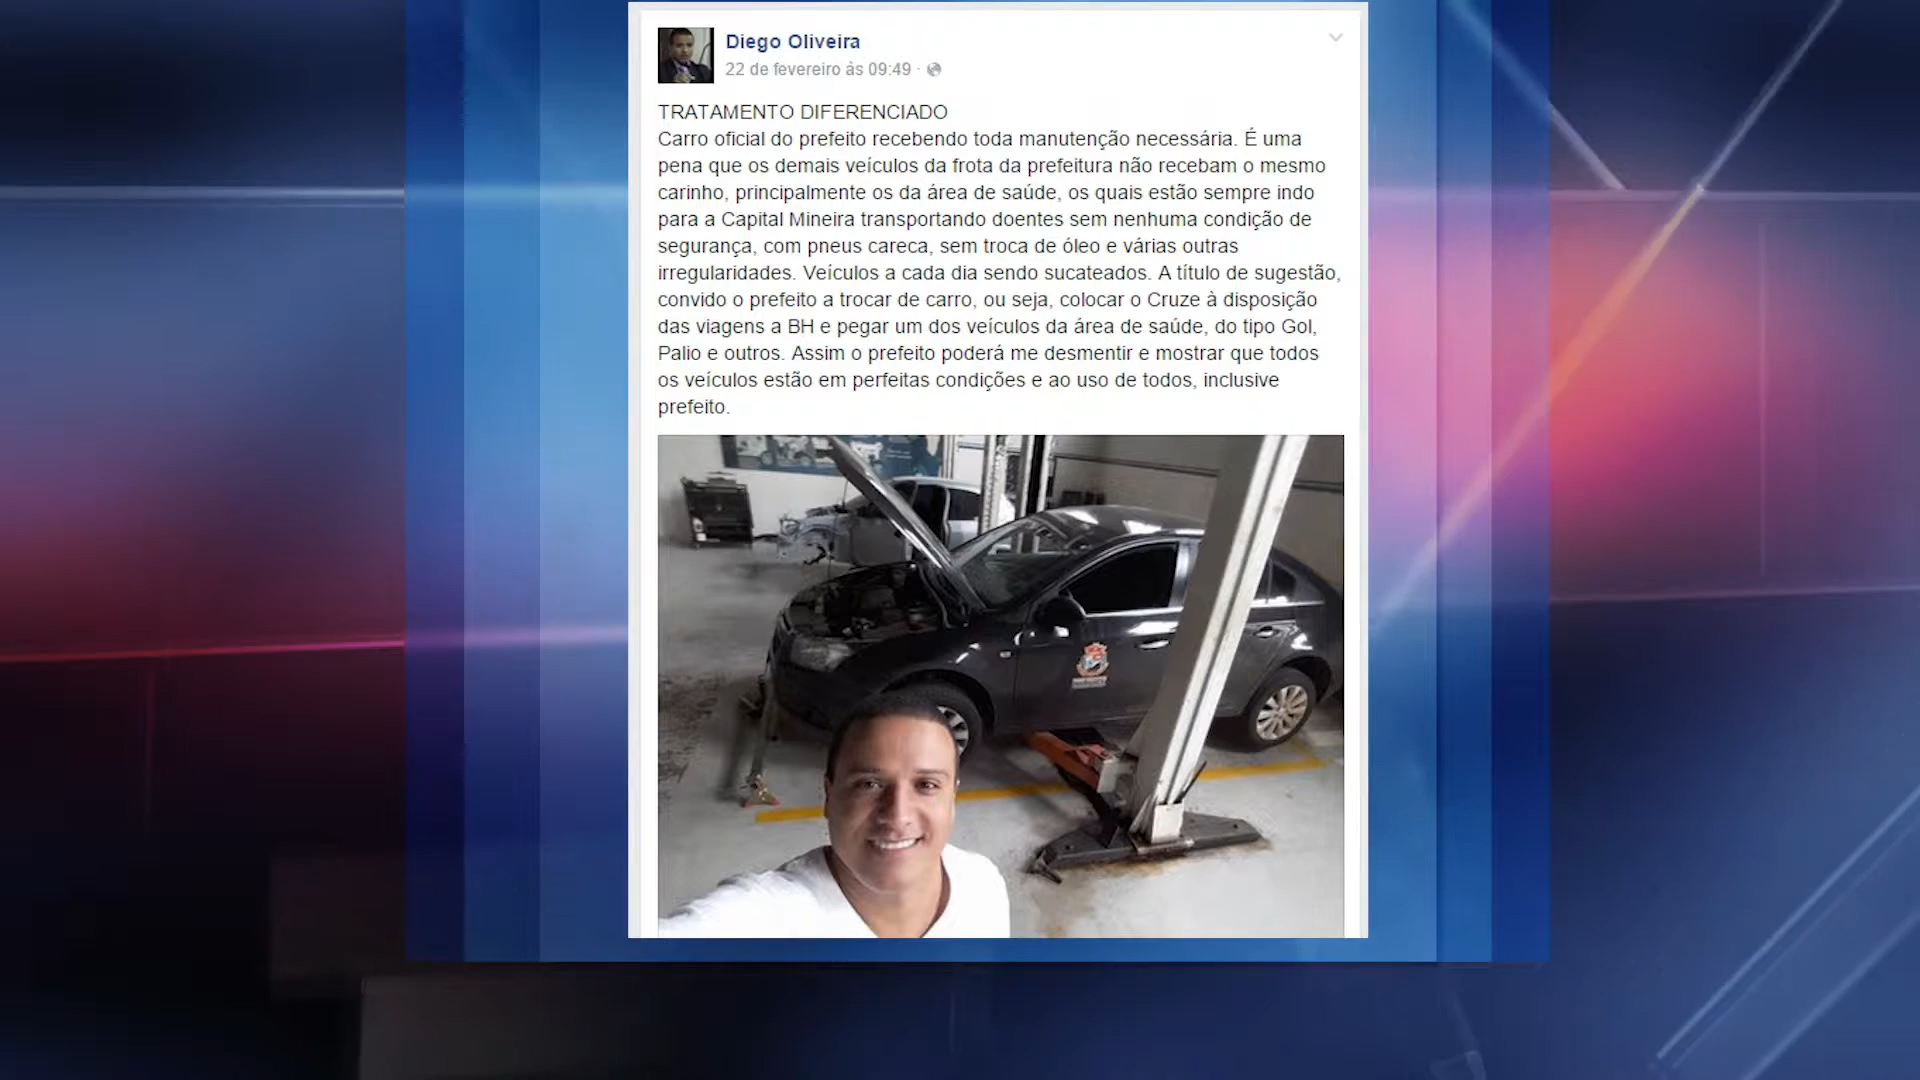 Diego Oliveira
22 de fevereiro às 09:49 ·
TRATAMENTO DIFERENCIADO
Carro oficial do prefeito recebendo toda manutenção necessária. É uma
pena que os demais veículos da frota da prefeitura não recebam o mesmo
carinho, principalmente os da área de saúde, os quais estão sempre indo
para a Capital Mineira transportando doentes sem nenhuma condição de
segurança, com pneus careca, sem troca de óleo e várias outras
irregularidades. Veículos a cada dia sendo sucateados. A título de sugestão,
convido o prefeito a trocar de carro, ou seja, colocar o Cruze à disposição
das viagens a BH e pegar um dos veículos da área de saúde, do tipo Gol,
Palio e outros. Assim o prefeito poderá me desmentir e mostrar que todos
os veículos estão em perfeitas condições e ao uso de todos, inclusive
prefeito.